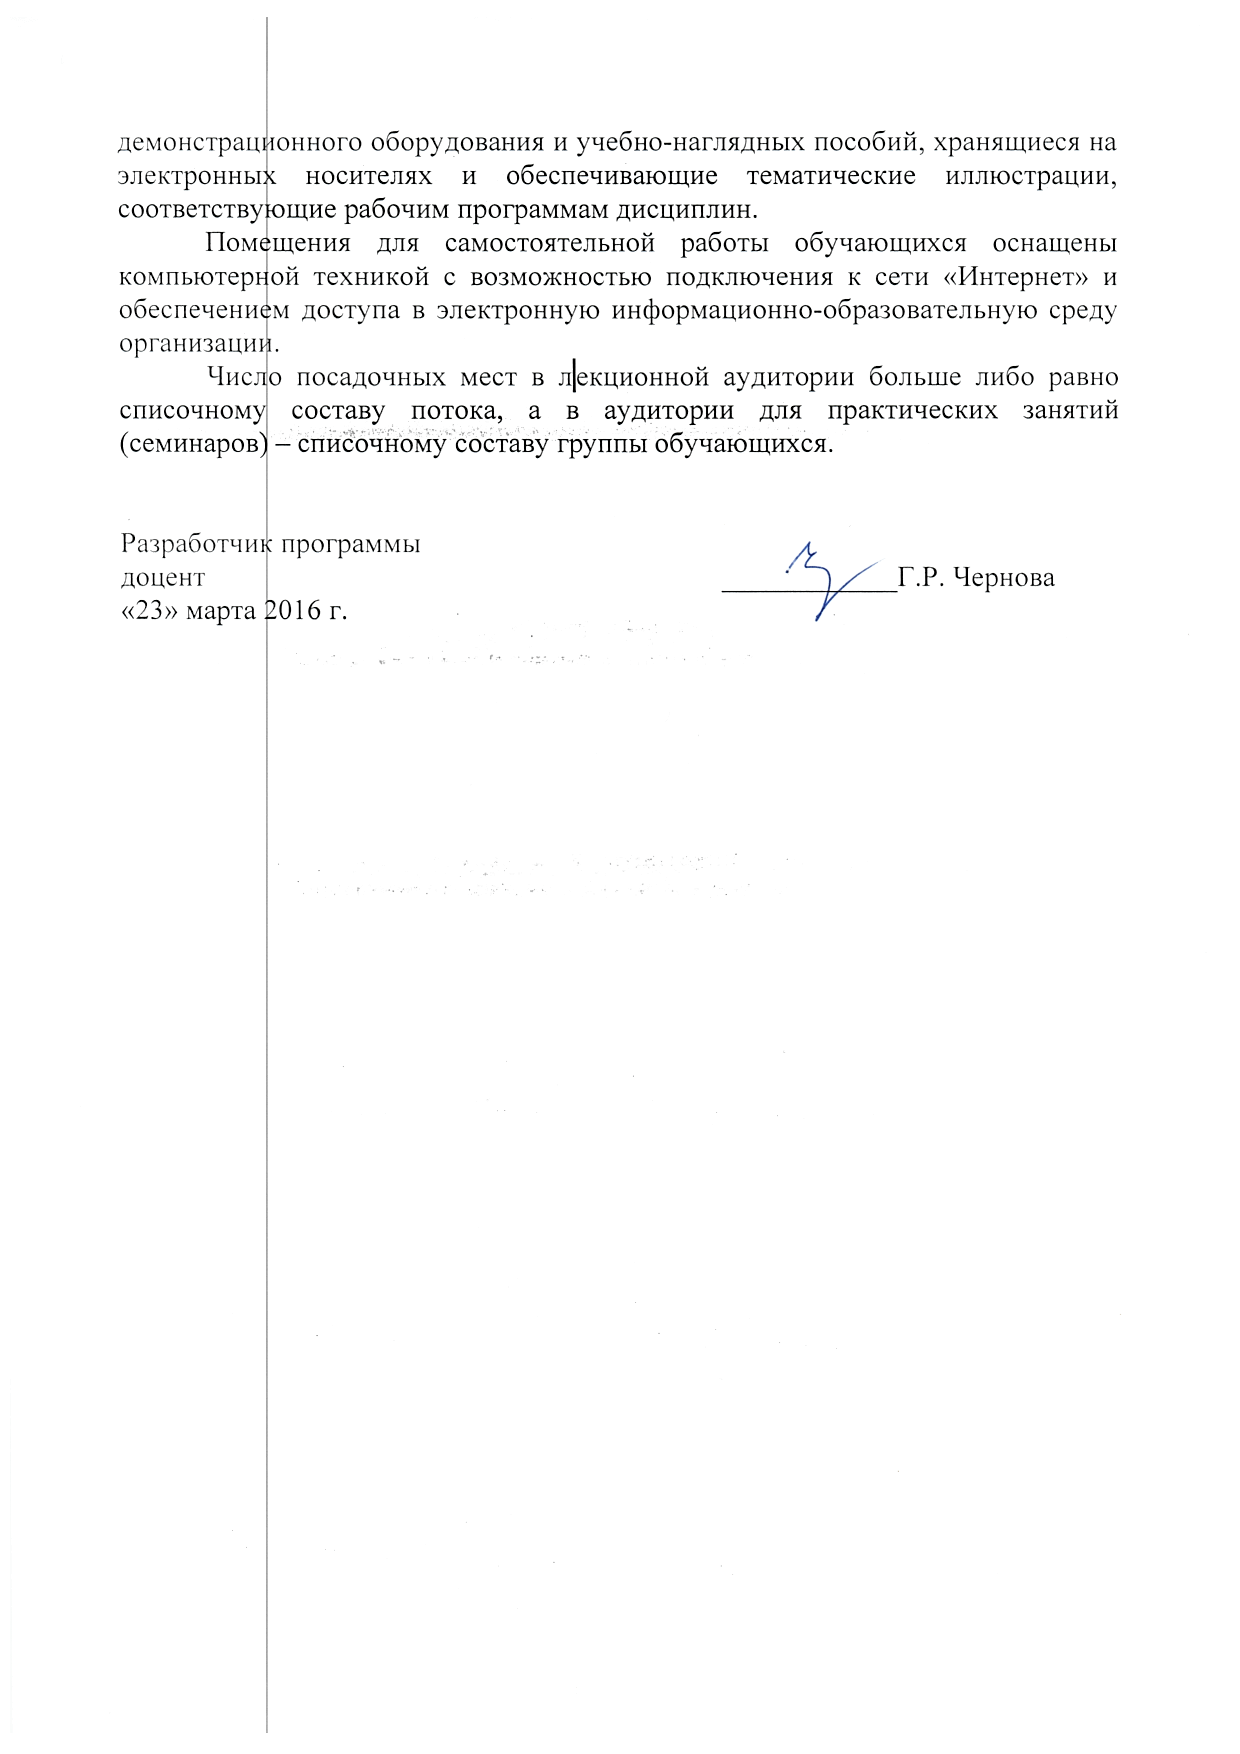 демонстрационного оборудования и учебно-наглядных пособий, хранящиеся на
электронных носителях и обеспечивающие тематические иллюстрации,
соответствующие рабочим программам дисциплин.
Помещения для самостоятельной работы обучающихся оснащены
компьютерной техникой с возможностью подключения к сети «Интернет» и
обеспечением доступа в электронную информационно-образовательную среду
организации.
Число посадочных мест в лекционной аудитории больше либо равно
списочному составу потока, а в аудитории для практических занятий
(семинаров) – списочному составу группы обучающихся.
Разработчик программы
доцент _____________Г.Р. Чернова
«23» марта 2016 г.